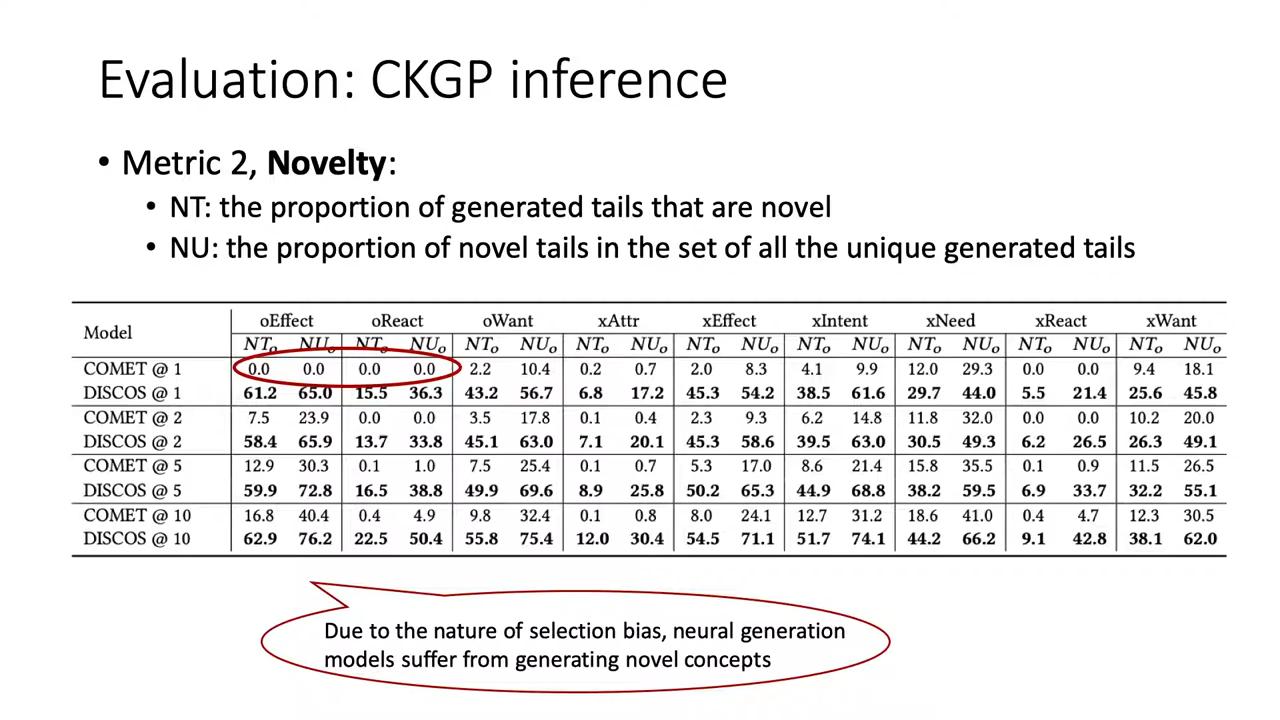 Evaluation: CKGP inference
• Metric 2, Novelty:
• NT: the proportion of generated tails that are novel
• NU: the proportion of novel tails in the set of all the unique generated tails
Model oEffect oReact oWant xAttr xEffect xIntent xNeed xReact xWant
NTo NUo NTo NUo NTo NUo NTo NUo NTo NUo NTo NUo NTo NUo NTo NUo NTo NUo
COMET @ 1 0.0 0.0 0.0 0.0 2.2 10.4 0.2 0.7 2.0 8.3 4.1 9.9 12.0 29.3 0.0 0.0 9.4 18.1
DISCOS @ 1 61.2 65.0 15.5 36.3 43.2 56.7 6.8 17.2 45.3 54.2 38.5 61.6 29.7 44.0 5.5 21.4 25.6 45.8
COMET @ 2 7.5 23.9 0.0 0.0 3.5 17.8 0.1 0.4 2.3 9.3 6.2 14.8 11.8 32.0 0.0 0.0 10.2 20.0
DISCOS @ 2 58.4 65.9 13.7 33.8 45.1 63.0 7.1 20.1 45.3 58.6 39.5 63.0 30.5 49.3 6.2 26.5 26.3 49.1
COMET @ 5 12.9 30.3 0.1 1.0 7.5 25.4 0.1 0.7 5.3 17.0 8.6 21.4 15.8 35.5 0.1 0.9 11.5 26.5
DISCOS @ 5 59.9 72.8 16.5 38.8 49.9 69.6 8.9 25.8 50.2 65.3 44.9 68.8 38.2 59.5 6.9 33.7 32.2 55.1
COMET @ 10 16.8 40.4 0.4 4.9 9.8 32.4 0.1 0.8 8.0 24.1 12.7 31.2 18.6 41.0 0.4 4.7 12.3 30.5
DISCOS @ 10 62.9 76.2 22.5 50.4 55.8 75.4 12.0 30.4 54.5 71.1 51.7 74.1 44.2 66.2 9.1 42.8 38.1 62.0
Due to the nature of selection bias, neural generation
models suffer from generating novel concepts